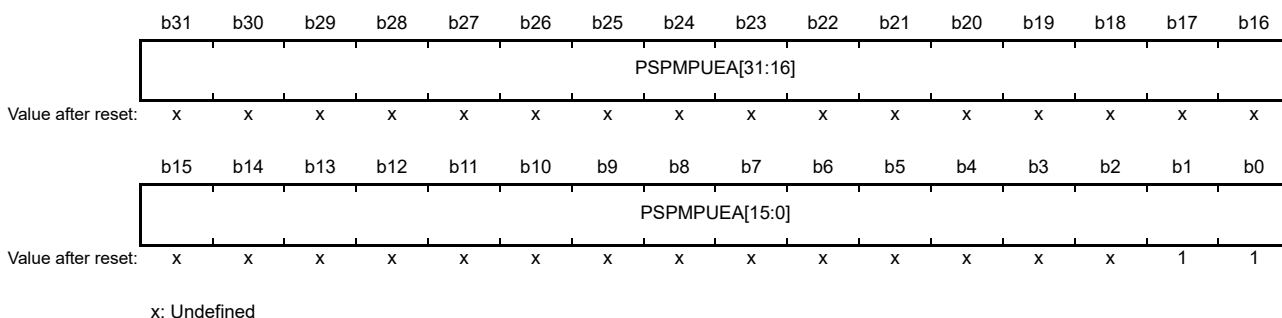 b31 b30 b29 b28 b27 b26 b25 b24 b23 b22 b21 b20 b19 b18 b17 b16
PSPMPUEA[31:16]
Value after reset: x x x x x x x x x x x x x x x x
b15 b14 b13 b12 b11 b10 b9 b8 b7 b6 b5 b4 b3 b2 b1 b0
PSPMPUEA[15:0]
Value after reset: x x x x x x x x x x x x x x 1 1
x: Undefined